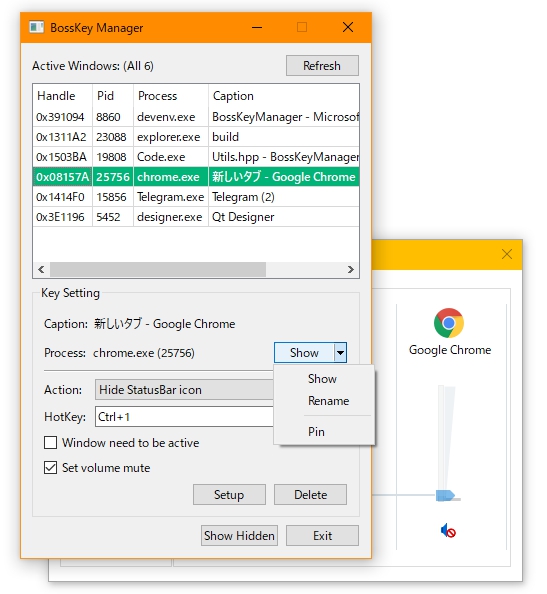 BossKey Manager
Active Windows: (All 6)
Refresh
Handle Pid Process Caption
0x391094 8860 devenv.exe BossKeyManager - Microsof
0x1311A2 23088 explorer.exe build
0x1503BA 19808 Code.exe Utils.hpp - BossKeyManager
0x08157A 25756 chrome.exe 新しいタブ - Google Chrome
0x1414F0 15856 Telegram.exe Telegram (2)
0x3E1196 5452 designer.exe Qt Designer
Key Setting
Caption: 新しいタブ - Google Chrome
Process: chrome.exe (25756)
Show
Show
Rename
Pin
Action: Hide StatusBar icon
HotKey: Ctrl+1
Window need to be active
Set volume mute
Setup Delete
Show Hidden Exit
Google Chrome